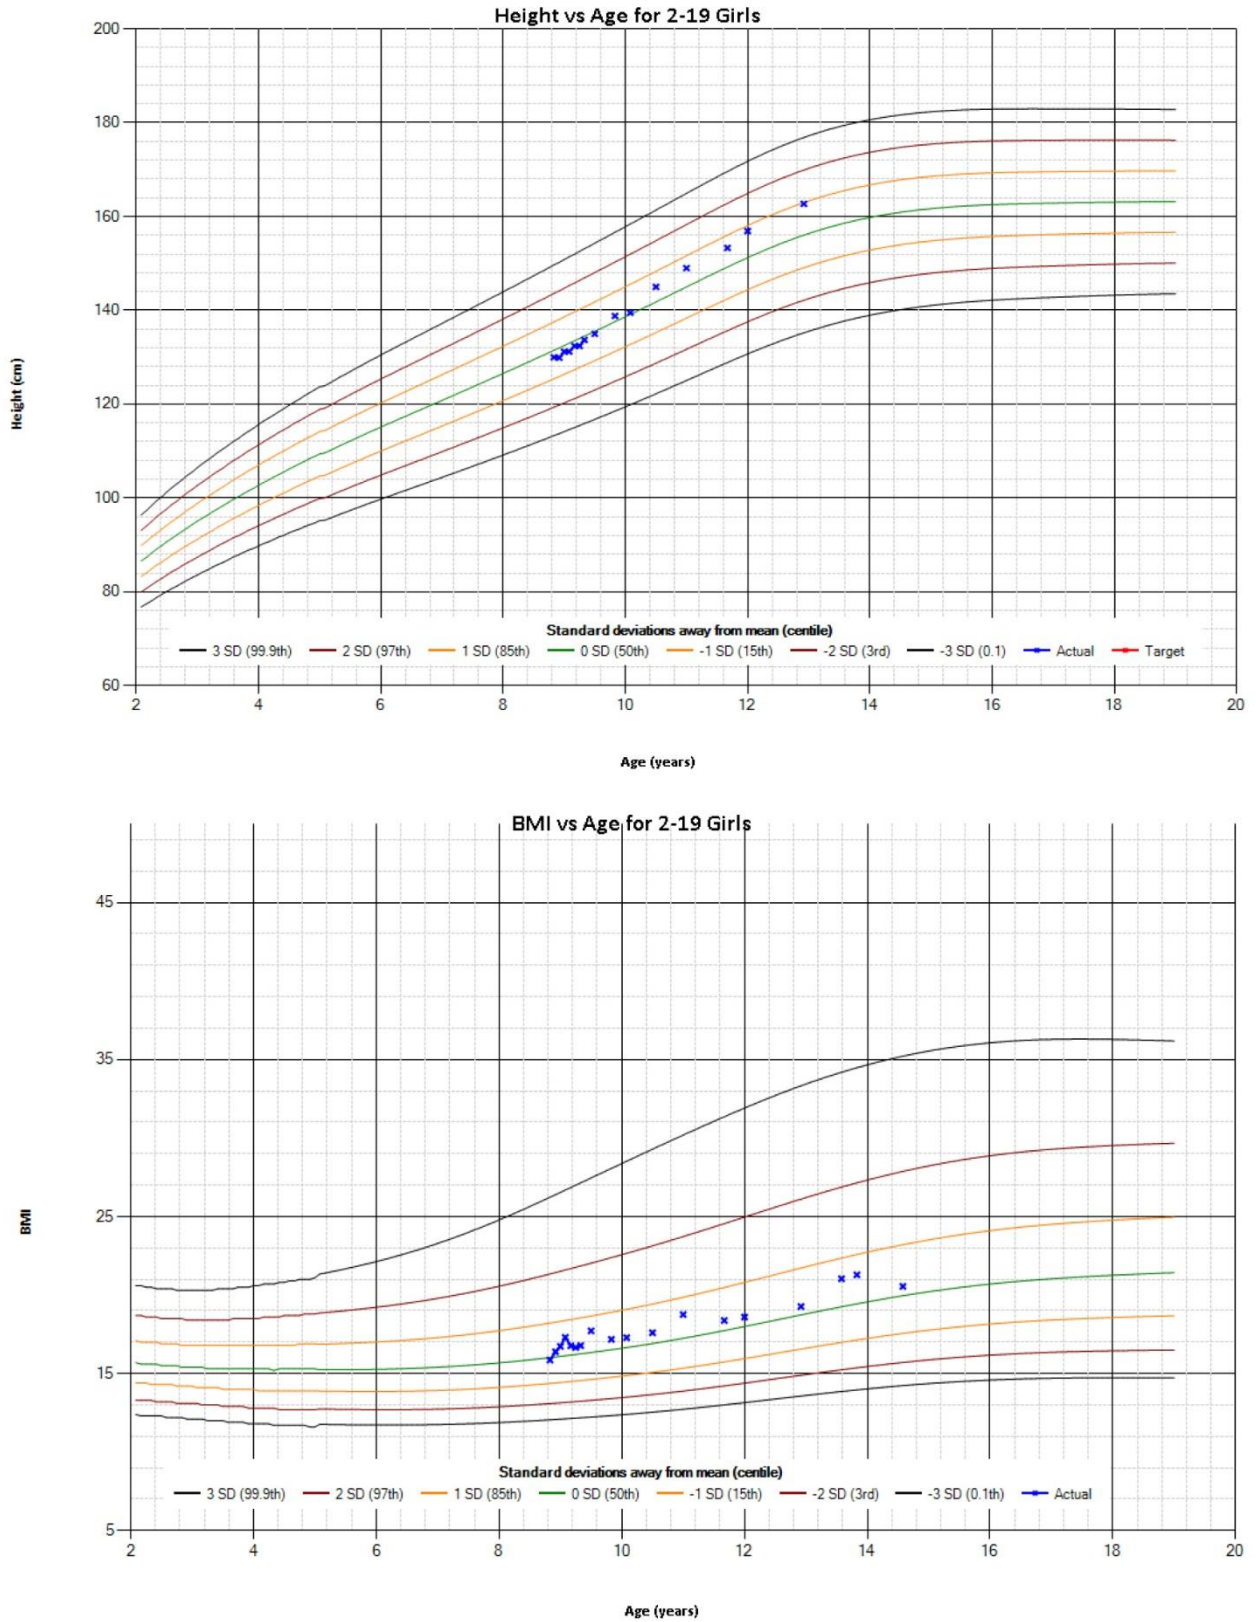 Height vs Age for 2-19 Girls
200
180
160
140
120
100
80
60
Height (cm)
Standard deviations away from mean (centile)
3 SD (99.9th) 2 SD (97th) 1 SD (85th) 0 SD (50th) -1 SD (15th) -2 SD (3rd) -3 SD (0.1) Actual Target
2 4 6 8 10 12 14 16 18 20
Age (years)
BMI vs Age for 2-19 Girls
45
35
25
15
5
BMI
Standard deviations away from mean (centile)
3 SD (99.9th) 2 SD (97th) 1 SD (85th) 0 SD (50th) -1 SD (15th) -2 SD (3rd) -3 SD (0.1th) Actual
2 4 6 8 10 12 14 16 18 20
Age (years)